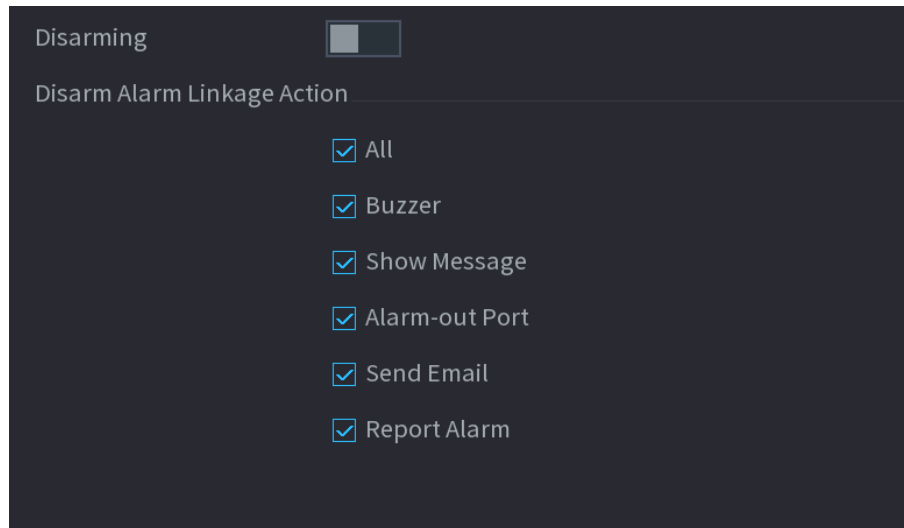 Disarming
Disarm Alarm Linkage Action
All
Buzzer
Show Message
Alarm-out Port
Send Email
Report Alarm